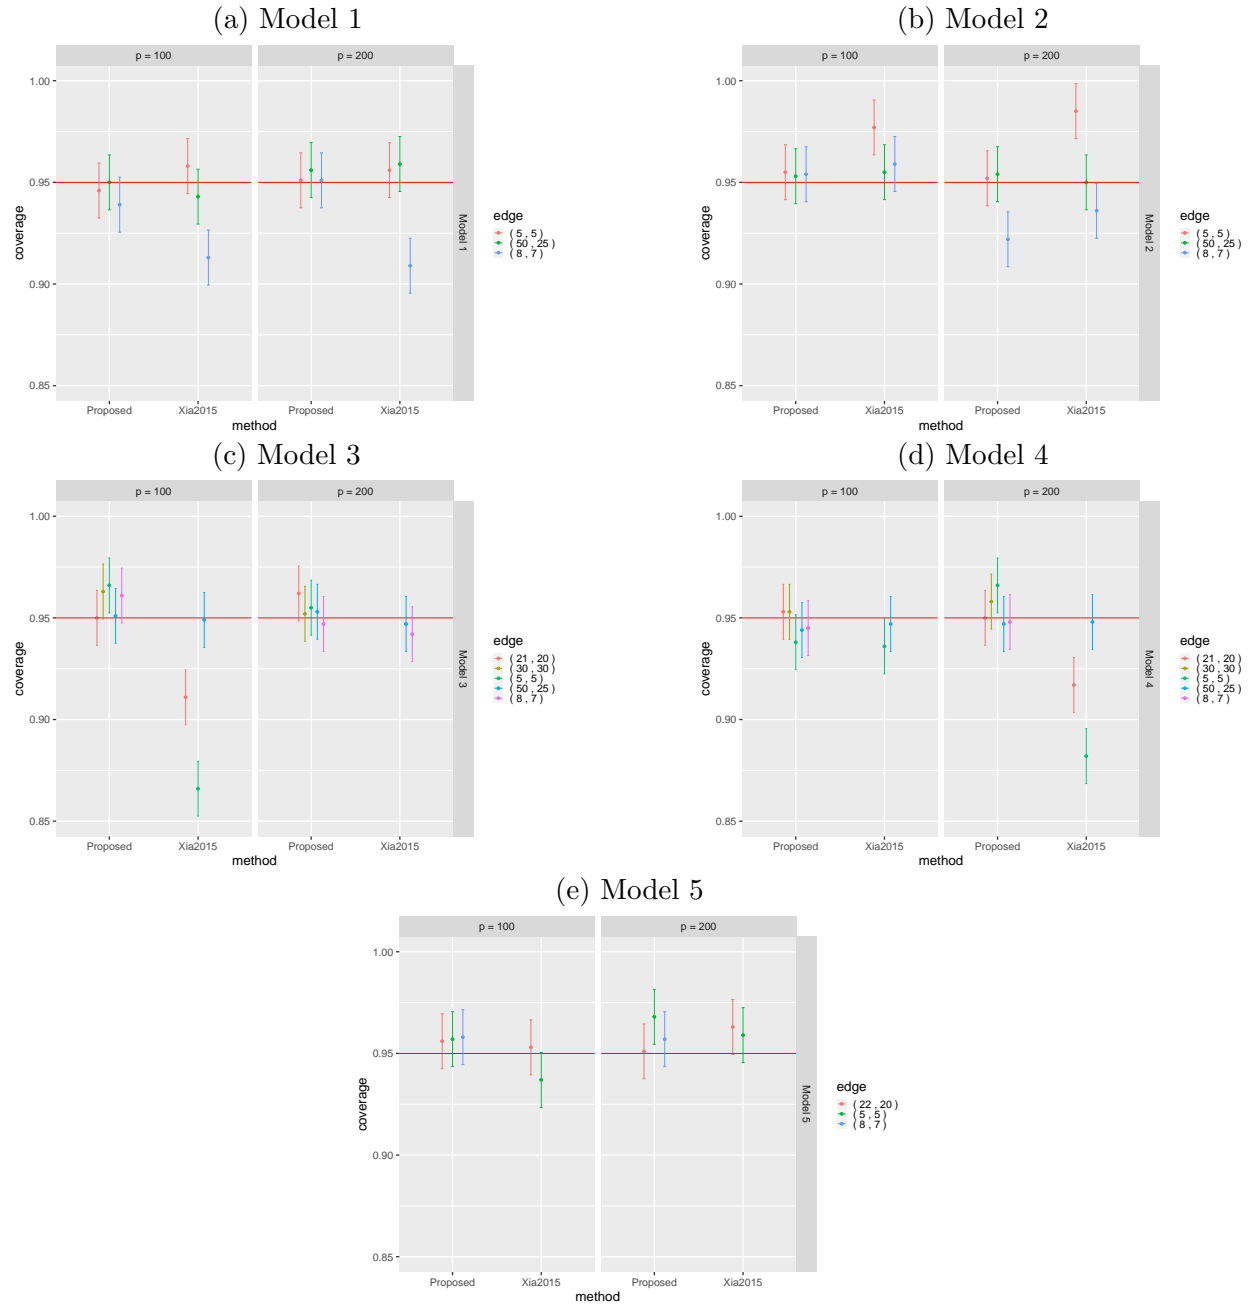 (a) Model 1
p = 100
p = 200
1.00
0.95
0.90
0.85
coverage
Proposed
Xia2015
Proposed
Xia2015
method
Model 1
edge
( 5 , 5 )
( 50 , 25 )
( 8 , 7 )
(b) Model 2
p = 100
p = 200
1.00
0.95
0.90
0.85
coverage
Proposed
Xia2015
Proposed
Xia2015
method
Model 2
edge
( 5 , 5 )
( 50 , 25 )
( 8 , 7 )
(c) Model 3
p = 100
p = 200
1.00
0.95
0.90
0.85
coverage
Proposed
Xia2015
Proposed
Xia2015
method
Model 3
edge
( 21 , 20 )
( 30 , 30 )
( 5 , 5 )
( 50 , 25 )
( 8 , 7 )
(d) Model 4
p = 100
p = 200
1.00
0.95
0.90
0.85
coverage
Proposed
Xia2015
Proposed
Xia2015
method
Model 4
edge
( 21 , 20 )
( 30 , 30 )
( 5 , 5 )
( 50 , 25 )
( 8 , 7 )
(e) Model 5
p = 100
p = 200
1.00
0.95
0.90
0.85
coverage
Proposed
Xia2015
Proposed
Xia2015
method
Model 5
edge
( 22 , 20 )
( 5 , 5 )
( 8 , 7 )